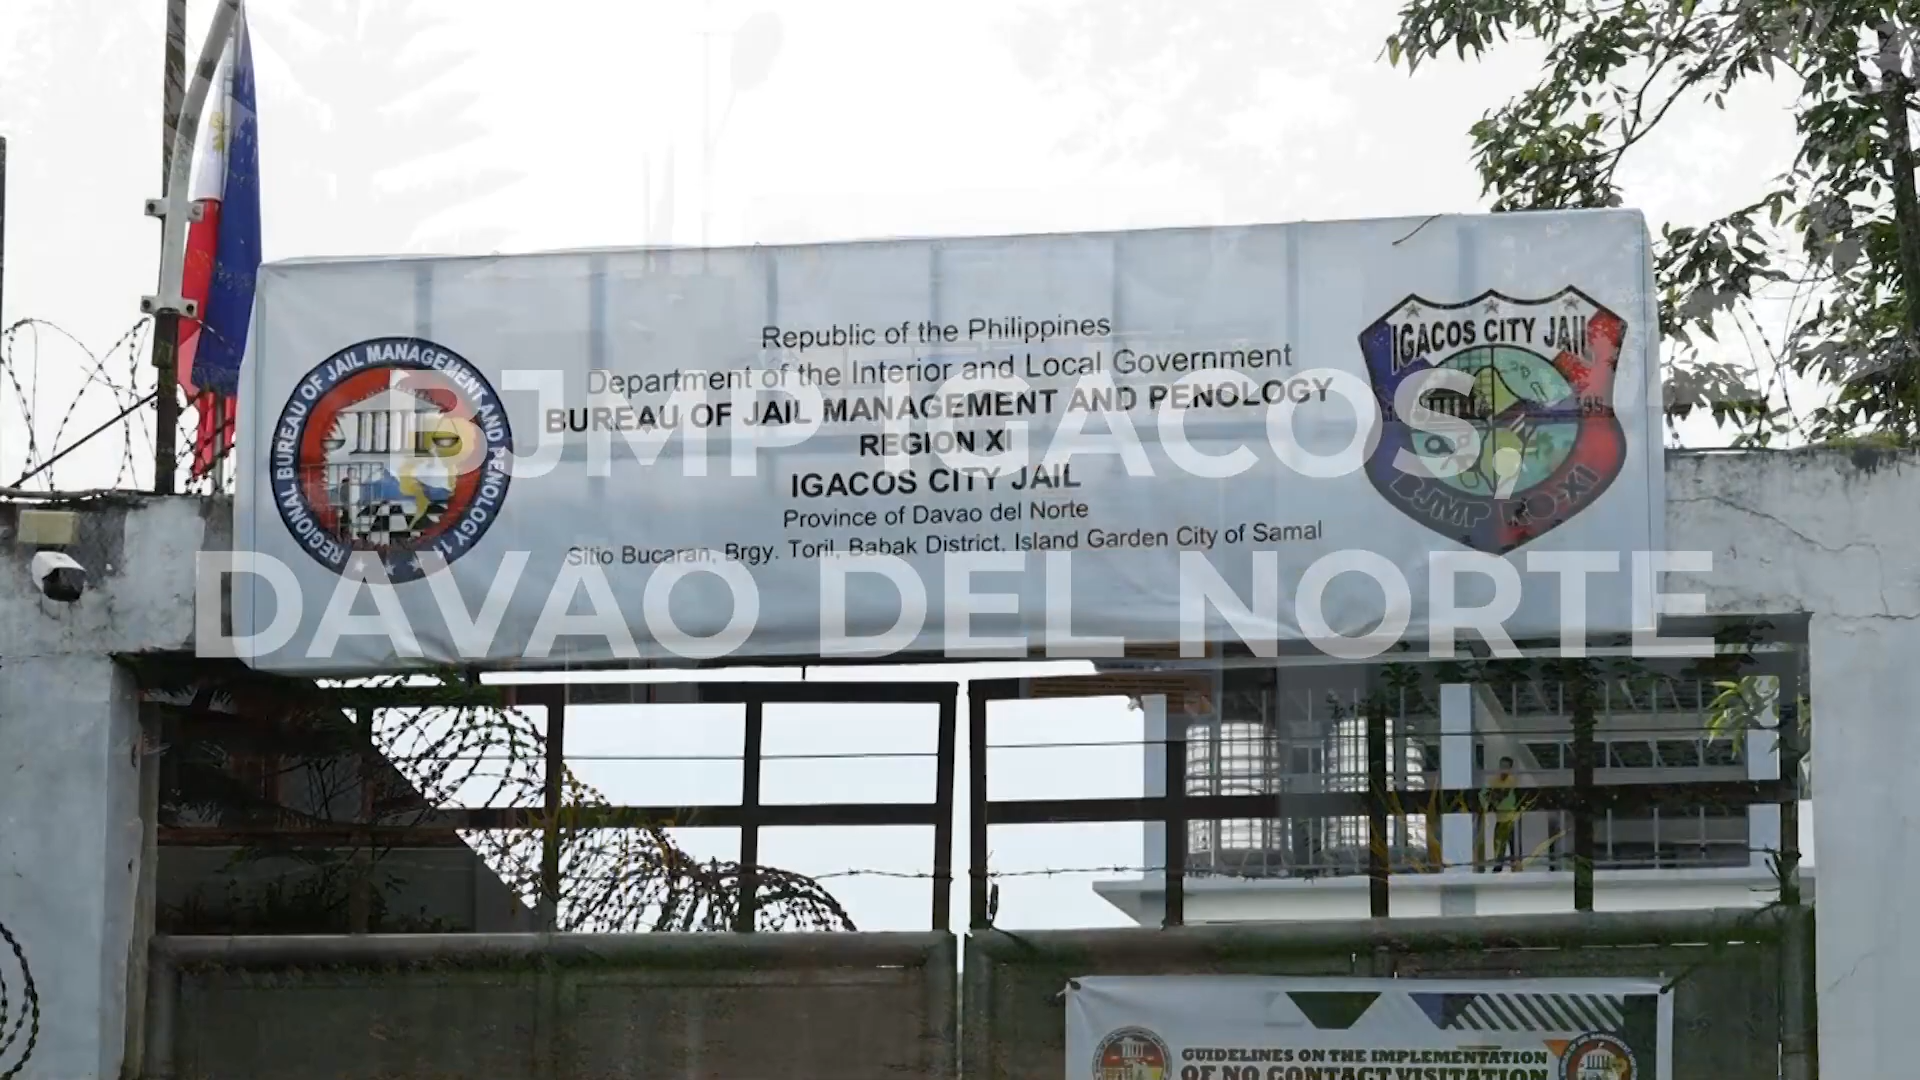 Republic of the Philippines
Department of the Interior and Local Government
BUREAU OF JAIL MANAGEMENT AND PENOLOGY
REGION XI
IGACOS CITY JAIL
Province of Davao del Norte
Sitio Bucaran, Brgy. Toril, Babak District, Island Garden City of Samal
REGIONAL BUREAU OF JAIL MANAGEMENT AND PENOLOGY 11
IGACOS CITY JAIL
BJMP RO-XI
BJMP IGACOS,
DAVAO DEL NORTE
GUIDELINES ON THE IMPLEMENTATION
OF NO CONTACT VISITATION